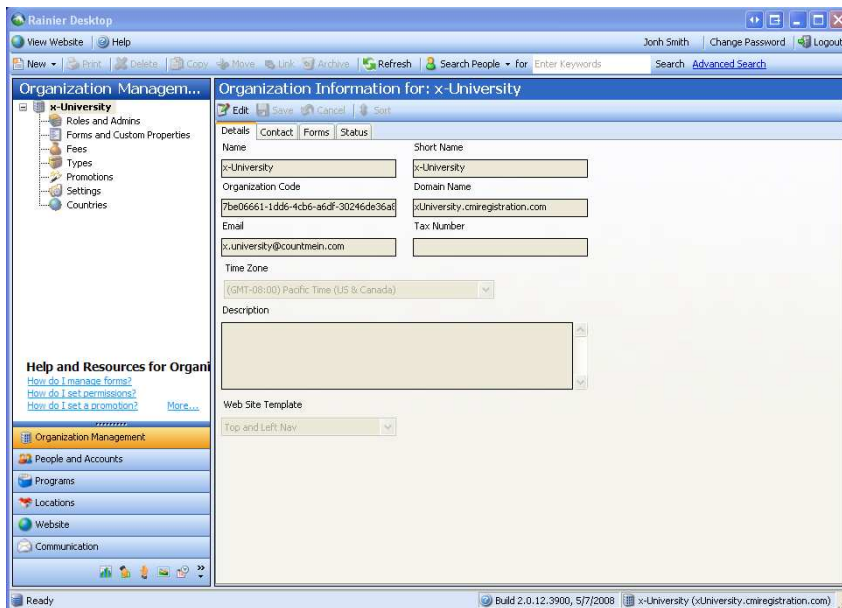 Rainier Desktop
View Website Help Jonh Smith Change Password Logout
New Print Delete Copy Move Link Archive Refresh Search People for Enter Keywords Search Advanced Search
Organization Managem... Organization Information for: x-University
x-University
Roles and Admins
Forms and Custom Properties
Fees
Types
Promotions
Settings
Countries
Edit Save Cancel Sort
Details Contact Forms Status
Name Short Name
x-University x-University
Organization Code Domain Name
7be06661-1dd6-4cb6-a6df-30246de36a8 xUniversity.cmiregistration.com
Email Tax Number
x.university@countmein.com
Time Zone
(GMT-08:00) Pacific Time (US & Canada)
Description
Web Site Template
Top and Left Nav
Help and Resources for Organi
How do I manage forms?
How do I set permissions?
How do I set a promotion? More...
Organization Management
People and Accounts
Programs
Locations
Website
Communication
Ready Build 2.0.12.3900, 5/7/2008 x-University (xUniversity.cmiregistration.com)